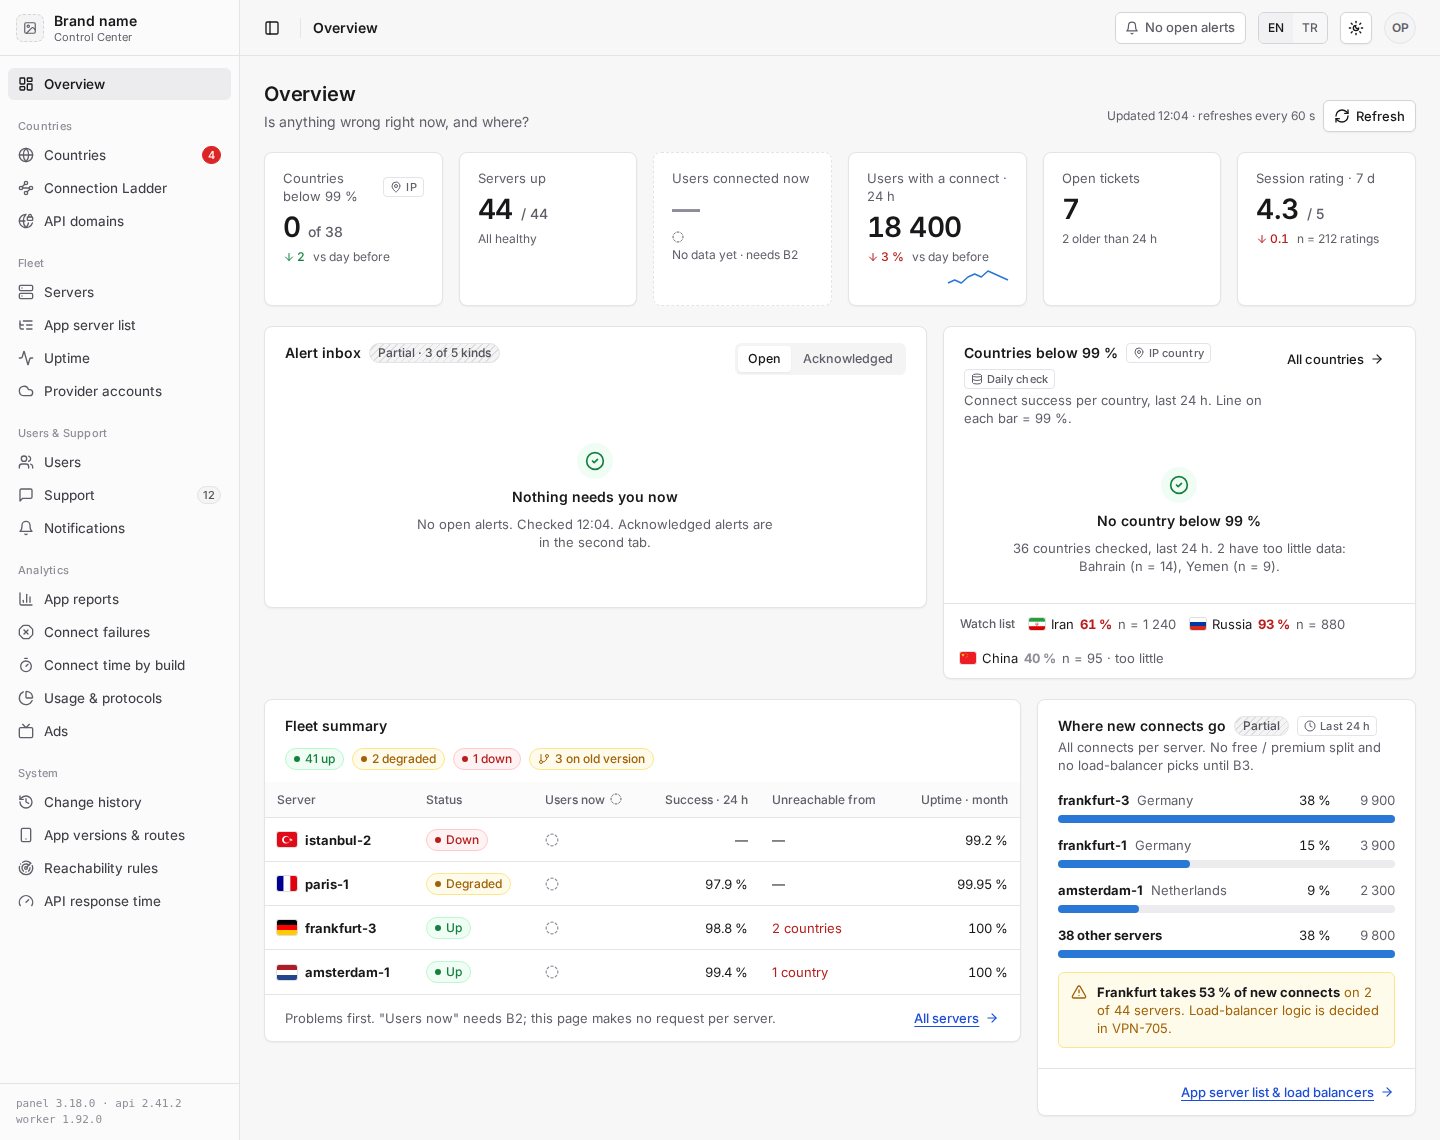 Brand name
Control Center
Overview
Countries
Countries 4
Connection Ladder
API domains
Fleet
Servers
App server list
Uptime
Provider accounts
Users & Support
Users
Support 12
Notifications
Analytics
App reports
Connect failures
Connect time by build
Usage & protocols
Ads
System
Change history
App versions & routes
Reachability rules
API response time
panel 3.18.0 · api 2.41.2
worker 1.92.0
Overview
No open alerts
EN TR
OP
Overview
Is anything wrong right now, and where?
Updated 12:04 · refreshes every 60 s
Refresh
Countries
below 99 %
IP
0 of 38
↓ 2 vs day before
Servers up
44 / 44
All healthy
Users connected now
—
No data yet · needs B2
Users with a connect ·
24 h
18 400
↓ 3 % vs day before
Open tickets
7
2 older than 24 h
Session rating · 7 d
4.3 / 5
↓ 0.1 n = 212 ratings
Alert inbox Partial · 3 of 5 kinds
Open Acknowledged
Nothing needs you now
No open alerts. Checked 12:04. Acknowledged alerts are
in the second tab.
Countries below 99 % IP country
Daily check
All countries →
Connect success per country, last 24 h. Line on
each bar = 99 %.
No country below 99 %
36 countries checked, last 24 h. 2 have too little data:
Bahrain (n = 14), Yemen (n = 9).
Watch list Iran 61 % n = 1 240 Russia 93 % n = 880
China 40 % n = 95 · too little
Fleet summary
41 up 2 degraded 1 down 3 on old version
Server Status Users now Success · 24 h Unreachable from Uptime · month
istanbul-2 Down — — 99.2 %
paris-1 Degraded 97.9 % — 99.95 %
frankfurt-3 Up 98.8 % 2 countries 100 %
amsterdam-1 Up 99.4 % 1 country 100 %
Problems first. "Users now" needs B2; this page makes no request per server.
All servers →
Where new connects go Partial Last 24 h
All connects per server. No free / premium split and
no load-balancer picks until B3.
frankfurt-3 Germany 38 % 9 900
frankfurt-1 Germany 15 % 3 900
amsterdam-1 Netherlands 9 % 2 300
38 other servers 38 % 9 800
Frankfurt takes 53 % of new connects on 2
of 44 servers. Load-balancer logic is decided
in VPN-705.
App server list & load balancers →